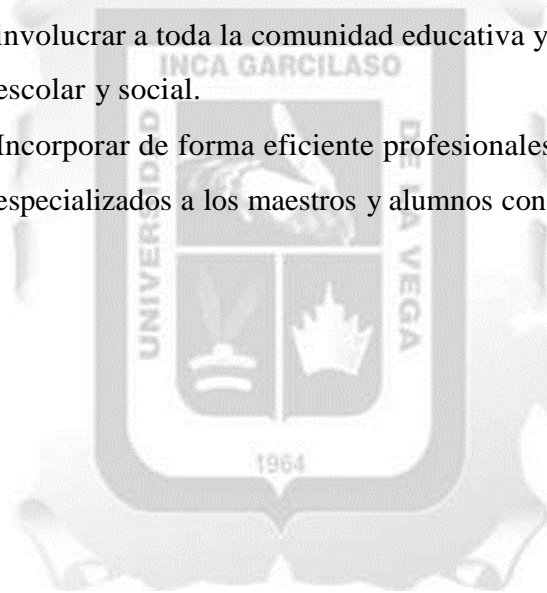 involucrar a toda la comunidad educativa y
INCA GARCILASO
escolar y social.
Incorporar de forma eficiente profesionales
especializados a los maestros y alumnos con
UNIVERSIDAD
DE LA VEGA
1964